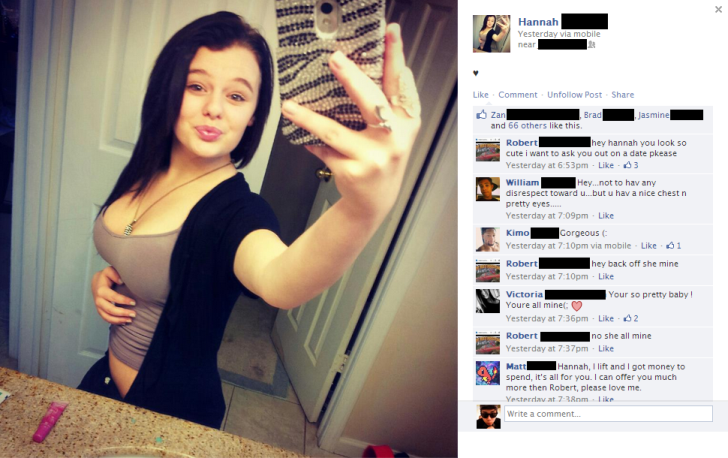 Hannah
Yesterday via mobile
near
♥
Like · Comment · Unfollow Post · Share
Zan , Brad , Jasmine
and 66 others like this.
Robert hey hannah you look so
cute i want to ask you out on a date pkease
Yesterday at 6:53pm · Like · 3
William Hey...not to hav any
disrespect toward u...but u hav a nice chest n
pretty eyes.....
Yesterday at 7:09pm · Like
Kimo Gorgeous (:
Yesterday at 7:10pm via mobile · Like · 1
Robert hey back off she mine
Yesterday at 7:10pm · Like
Victoria Your so pretty baby !
Youre all mine(; ♥
Yesterday at 7:36pm · Like · 2
Robert no she all mine
Yesterday at 7:37pm · Like
Matt Hannah, I lift and I got money to
spend, it's all for you. I can offer you much
more then Robert, please love me.
Yesterday at 7:38pm · Like
Write a comment...